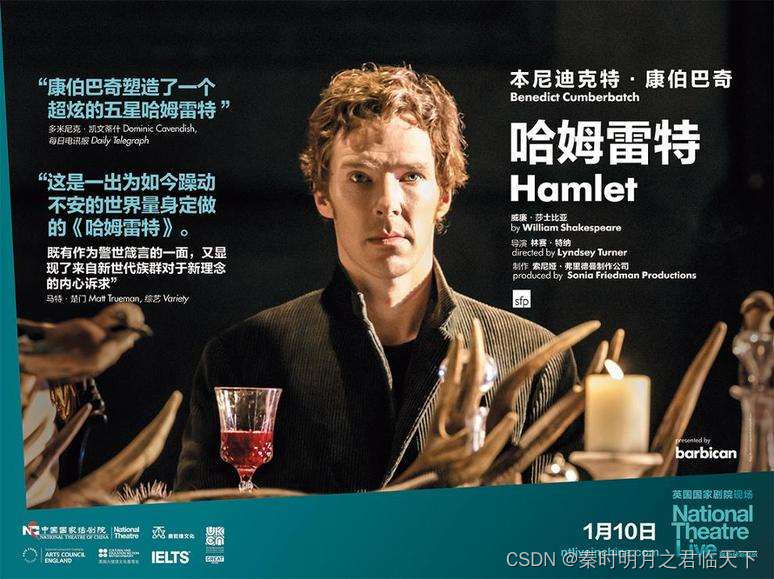 “康伯巴奇塑造了一个
超炫的五星哈姆雷特”
多米尼克·凯文蒂什 Dominic Cavendish,
每日电讯报 Daily Telegraph
“这是一出为如今躁动
不安的世界量身定做
的《哈姆雷特》。
既有作为警世箴言的一面，又显
现了来自新世代族群对于新理念
的内心诉求”
马特·楚门 Matt Trueman, 综艺 Variety
本尼迪克特·康伯巴奇
Benedict Cumberbatch
哈姆雷特
Hamlet
威廉·莎士比亚
by William Shakespeare
导演 林赛·特纳
directed by Lyndsey Turner
制作 索尼娅·弗里德曼制作公司
produced by Sonia Friedman Productions
sfp
presented by
barbican
中国国家话剧院
NATIONAL THEATRE OF CHINA
National
Theatre
奥哲维文化
ARTS COUNCIL
ENGLAND
IELTS
GREAT
1月10日
英国国家剧院现场
National
Theatre
Live
CSDN @秦时明月之君临天下